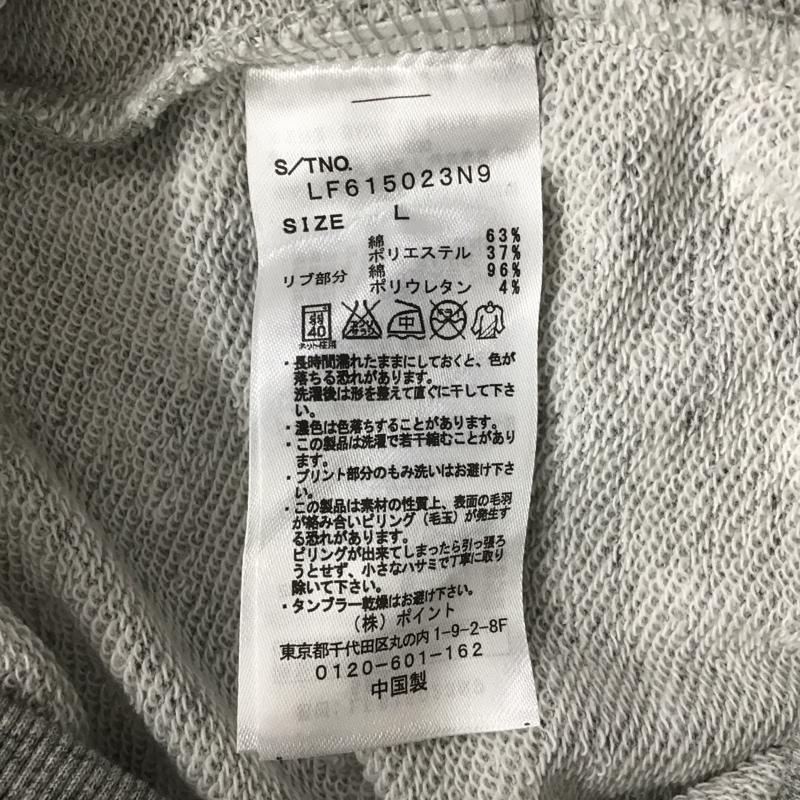 S/TNO.
LF615023N9
SIZE L
綿 63%
ポリエステル 37%
リブ部分 綿 96%
ポリウレタン 4%
弱 40 エンソサラシ 中 ドライ
ネット使用
・長時間濡れたままにしておくと、色が
落ちる恐れがあります。
洗濯後は形を整えて直ぐに干して下さ
い。
・濃色は色落ちすることがあります。
・この製品は洗濯で若干縮むことがあり
ます。
・プリント部分のもみ洗いはお避け下さ
い。
・この製品は素材の性質上、表面の毛羽
が絡み合いピリング(毛玉)が発生す
る恐れがあります。
ピリングが出来てしまったら引っ張ろ
うとせず、小さなハサミで丁寧に取り
除いて下さい。
・タンブラー乾燥はお避け下さい。
(株)ポイント
東京都千代田区丸の内1-9-2-8F
0120-601-162
中国製